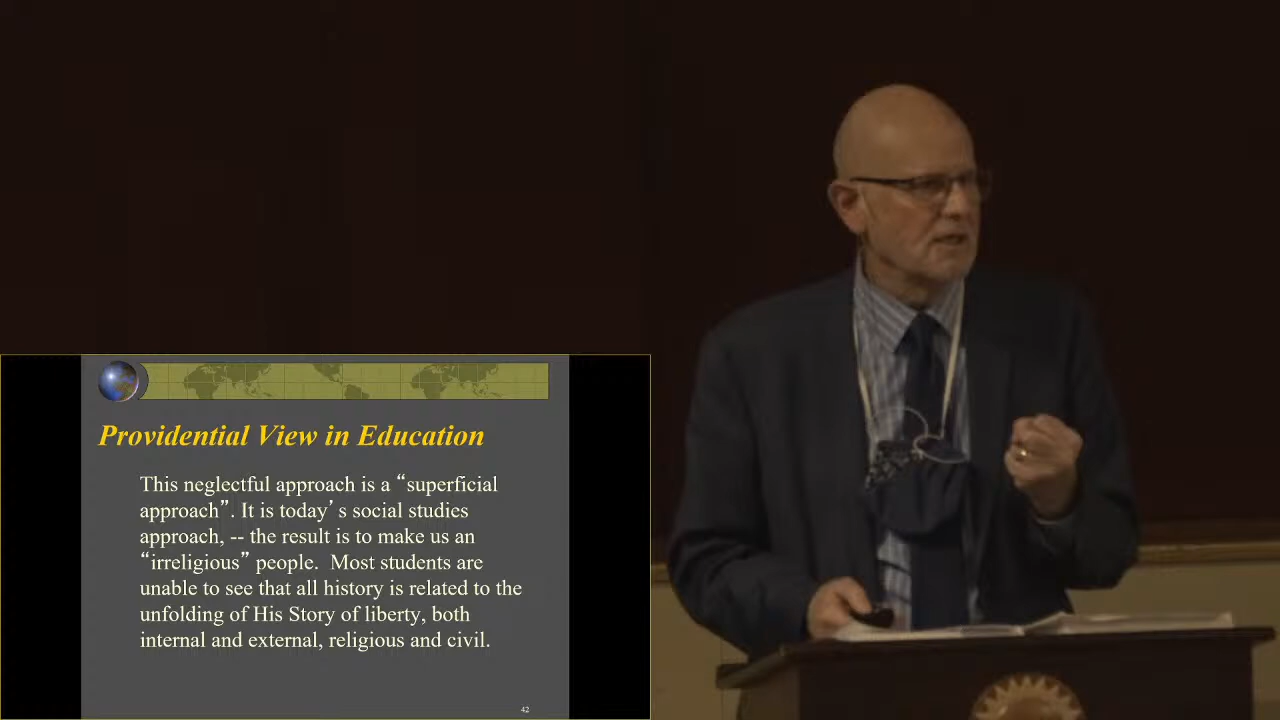 Providential View in Education
This neglectful approach is a “superficial
approach”. It is today’s social studies
approach, -- the result is to make us an
“irreligious” people.  Most students are
unable to see that all history is related to the
unfolding of His Story of liberty, both
internal and external, religious and civil.
42